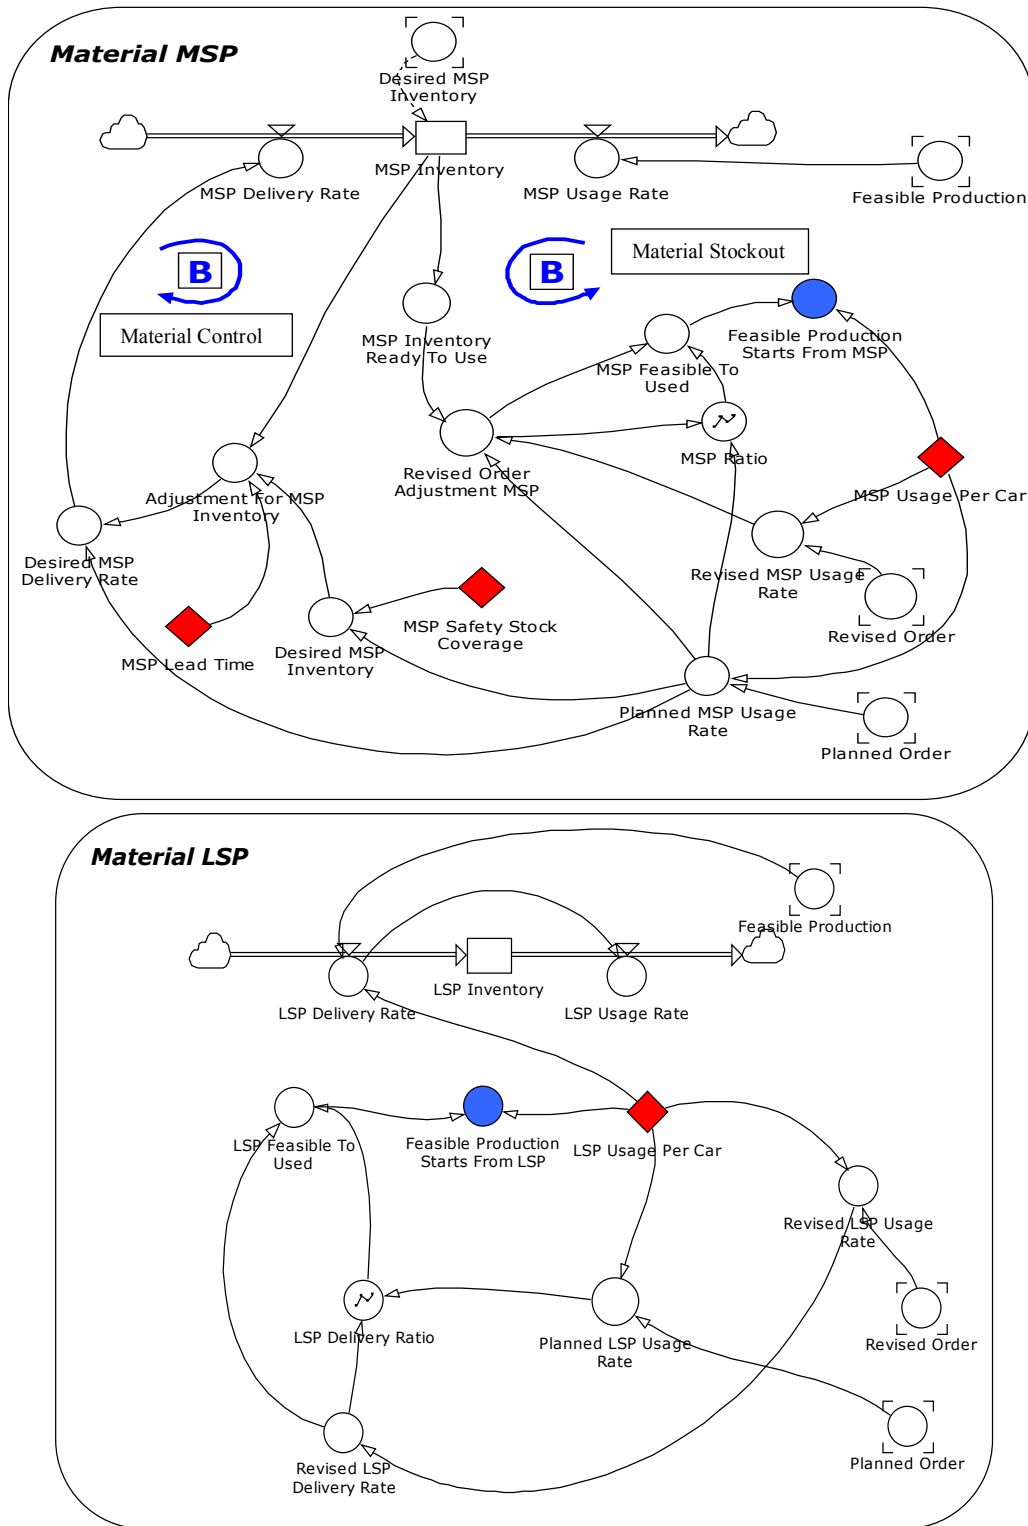 Material MSP
Desired MSP
Inventory
MSP Inventory
MSP Delivery Rate
MSP Usage Rate
Feasible Production
B
Material Control
B
Material Stockout
MSP Inventory
Ready To Use
MSP Feasible To
Used
Feasible Production
Starts From MSP
MSP Ratio
Revised Order
Adjustment MSP
MSP Usage Per Car
Adjustment For MSP
Inventory
Desired MSP
Delivery Rate
Revised MSP Usage
Rate
Revised Order
MSP Safety Stock
Coverage
MSP Lead Time
Desired MSP
Inventory
Planned MSP Usage
Rate
Planned Order
Material LSP
Feasible Production
LSP Inventory
LSP Delivery Rate
LSP Usage Rate
LSP Feasible To
Used
Feasible Production
Starts From LSP
LSP Usage Per Car
Revised LSP Usage
Rate
LSP Delivery Ratio
Planned LSP Usage
Rate
Revised Order
Revised LSP
Delivery Rate
Planned Order